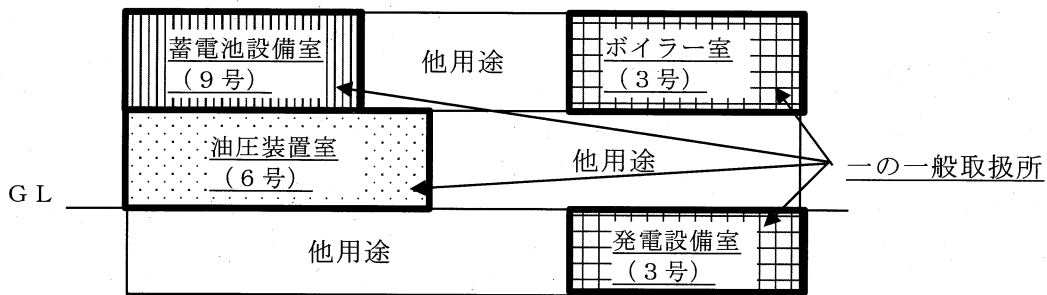 蓄電池設備室
（９号）
他用途
ボイラー室
（３号）
油圧装置室
（６号）
他用途
一の一般取扱所
ＧＬ
他用途
発電設備室
（３号）